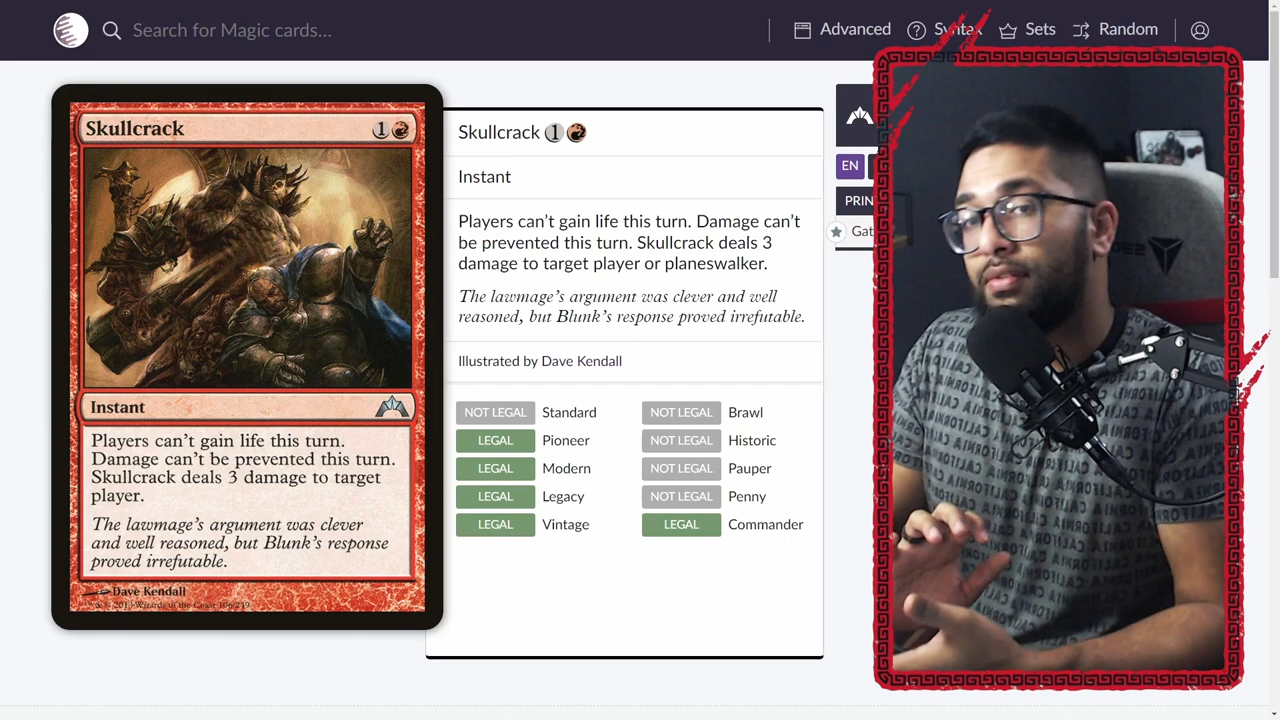 Search for Magic cards...
Advanced
Syntax
Sets
Random
Skullcrack 1
Instant
Players can't gain life this turn.
Damage can't be prevented this turn.
Skullcrack deals 3 damage to target
player.
The lawmage's argument was clever
and well reasoned, but Blunk's response
proved irrefutable.
Dave Kendall
Skullcrack 1
Instant
Players can't gain life this turn. Damage can't
be prevented this turn. Skullcrack deals 3
damage to target player or planeswalker.
The lawmage's argument was clever and well
reasoned, but Blunk's response proved irrefutable.
Illustrated by Dave Kendall
NOT LEGAL Standard NOT LEGAL Brawl
LEGAL Pioneer NOT LEGAL Historic
LEGAL Modern NOT LEGAL Pauper
LEGAL Legacy NOT LEGAL Penny
LEGAL Vintage LEGAL Commander
EN
PRIN
Gat
CALIFORNIA